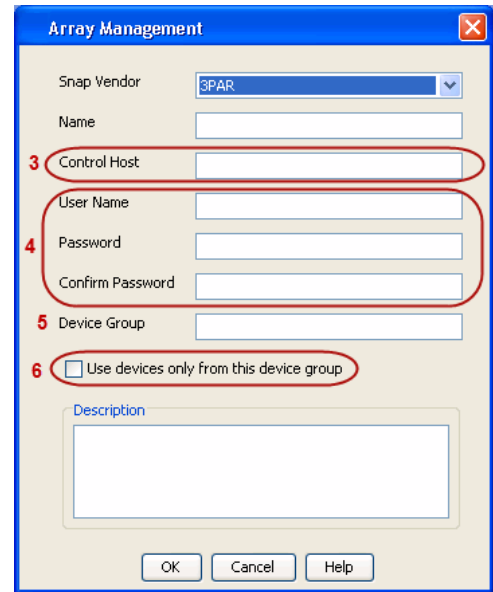 Array Management
Snap Vendor 3PAR
Name
3 Control Host
User Name
4 Password
Confirm Password
5 Device Group
6 Use devices only from this device group
Description
OK Cancel Help